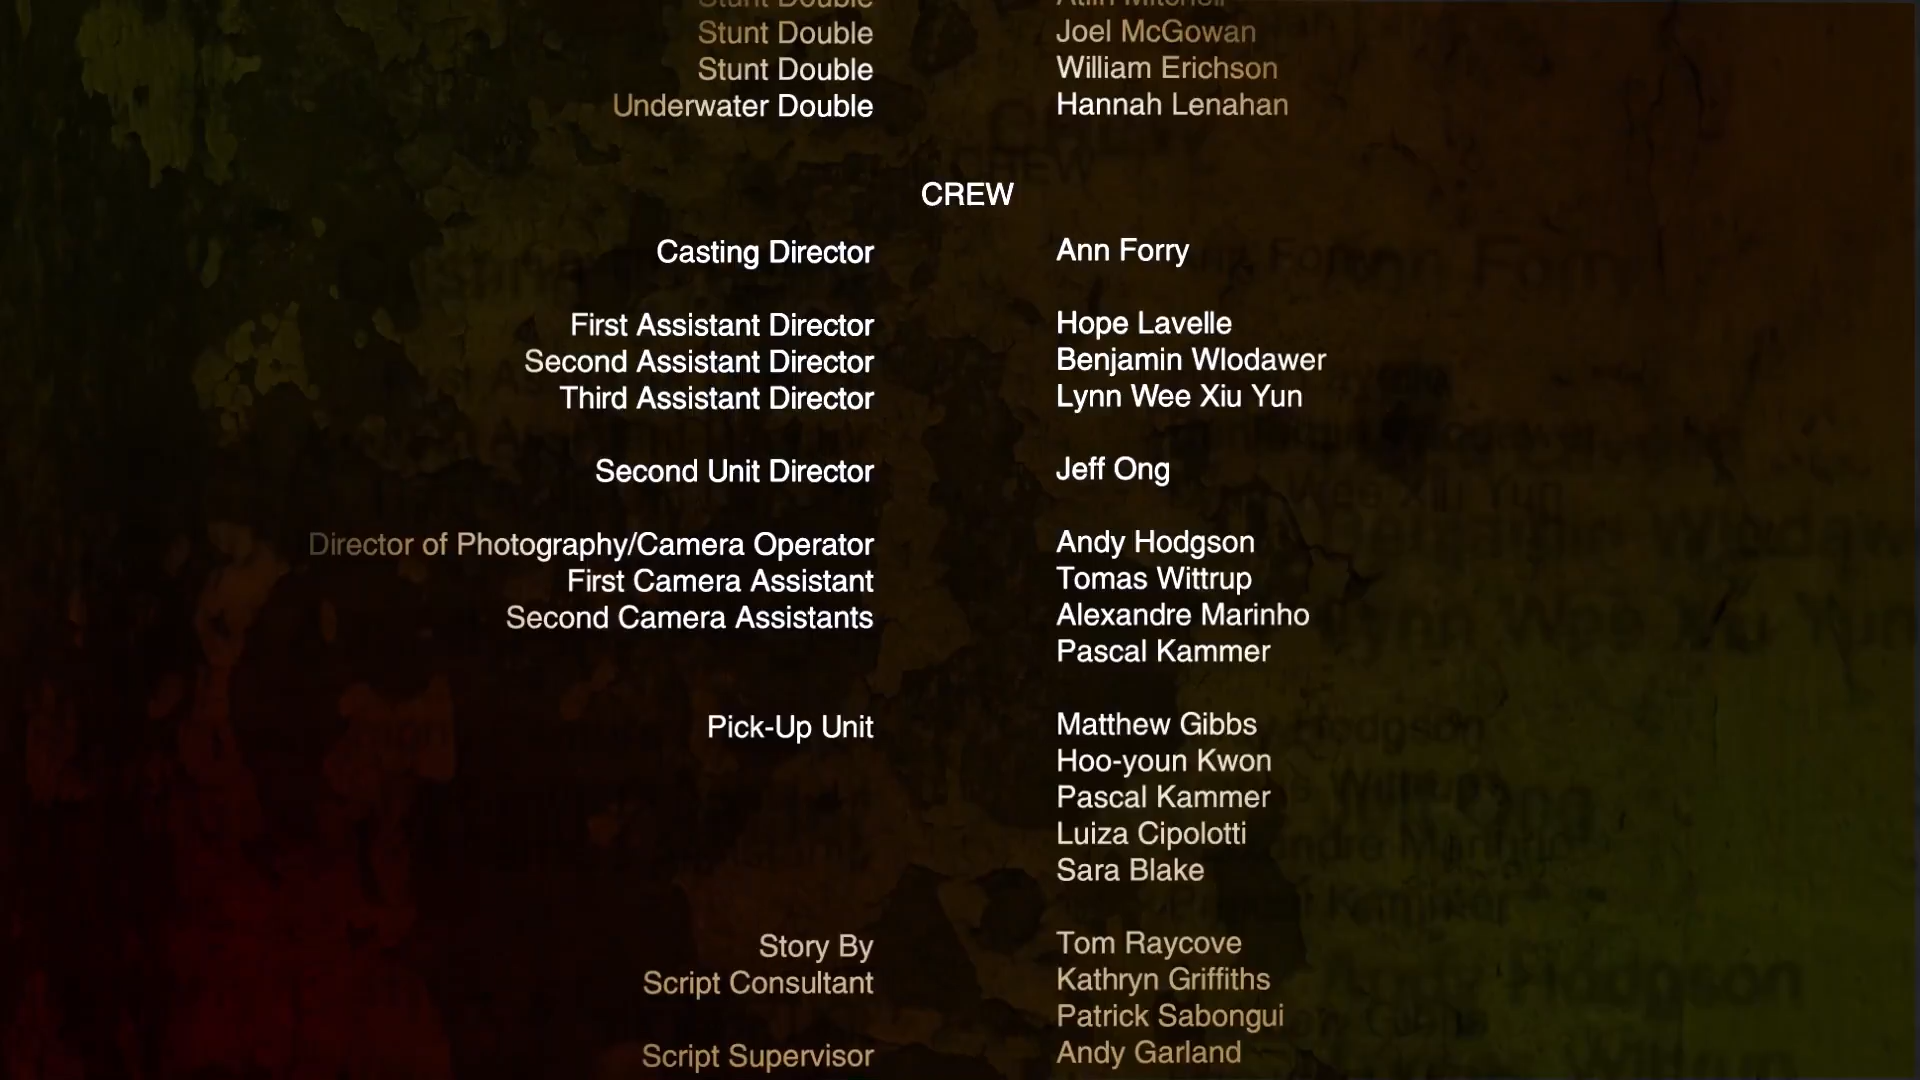 Stunt Double
Stunt Double Joel McGowan
Stunt Double William Erichson
Underwater Double Hannah Lenahan
CREW
Casting Director Ann Forry
First Assistant Director Hope Lavelle
Second Assistant Director Benjamin Wlodawer
Third Assistant Director Lynn Wee Xiu Yun
Second Unit Director Jeff Ong
Director of Photography/Camera Operator Andy Hodgson
First Camera Assistant Tomas Wittrup
Second Camera Assistants Alexandre Marinho
Pascal Kammer
Pick-Up Unit Matthew Gibbs
Hoo-youn Kwon
Pascal Kammer
Luiza Cipolotti
Sara Blake
Story By Tom Raycove
Script Consultant Kathryn Griffiths
Patrick Sabongui
Script Supervisor Andy Garland